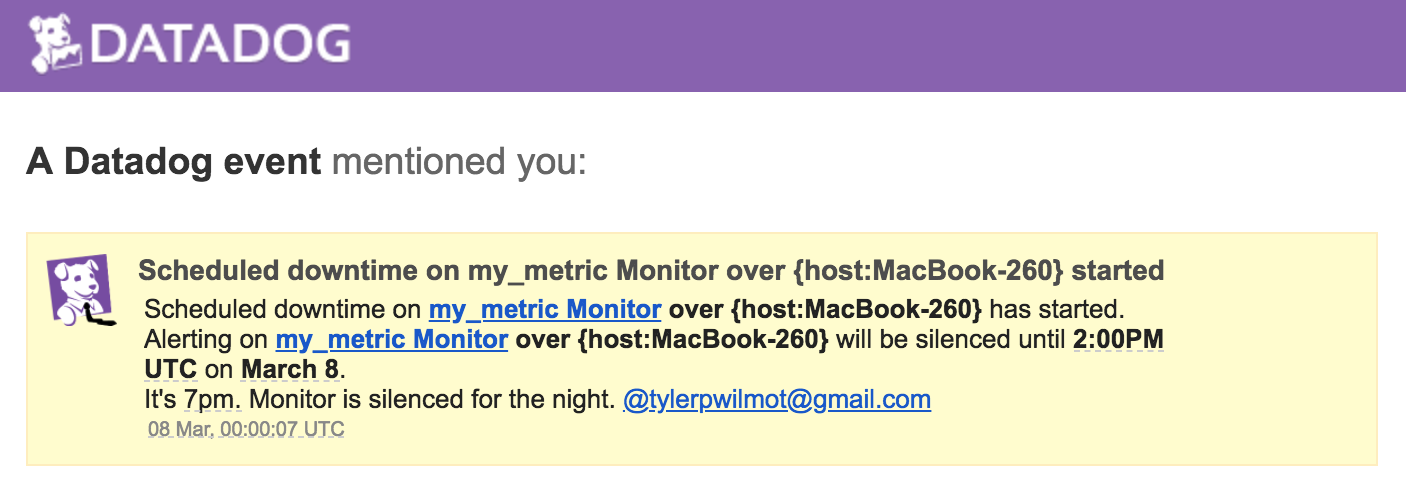 DATADOG
A Datadog event mentioned you:
Scheduled downtime on my_metric Monitor over {host:MacBook-260} started
Scheduled downtime on my_metric Monitor over {host:MacBook-260} has started.
Alerting on my_metric Monitor over {host:MacBook-260} will be silenced until 2:00PM
UTC on March 8.
It's 7pm. Monitor is silenced for the night. @tylerpwilmot@gmail.com
08 Mar, 00:00:07 UTC